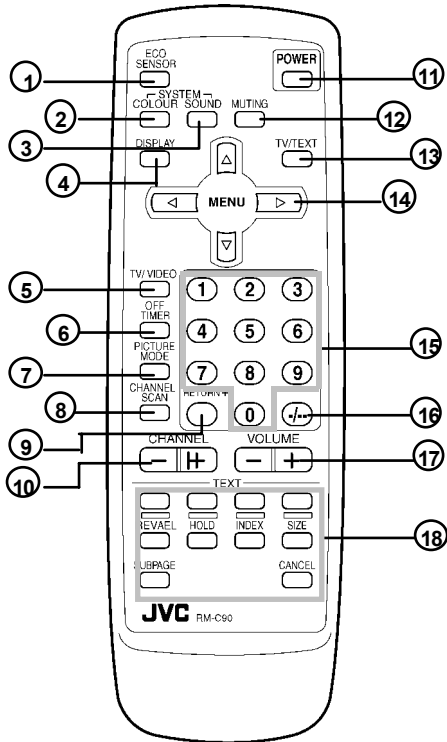 ECO
SENSOR
POWER
1
11
SYSTEM
COLOUR SOUND MUTING
2
12
3
DISPLAY
TV/TEXT
13
4
MENU
14
TV/VIDEO
5
1 2 3
OFF
TIMER
6
4 5 6
15
PICTURE
MODE
7
7 8 9
CHANNEL
SCAN
8
RETURN+
0
-/--
16
9
CHANNEL VOLUME
10
- + - +
17
TEXT
REVAEL HOLD INDEX SIZE
18
SUBPAGE CANCEL
JVC RM-C90